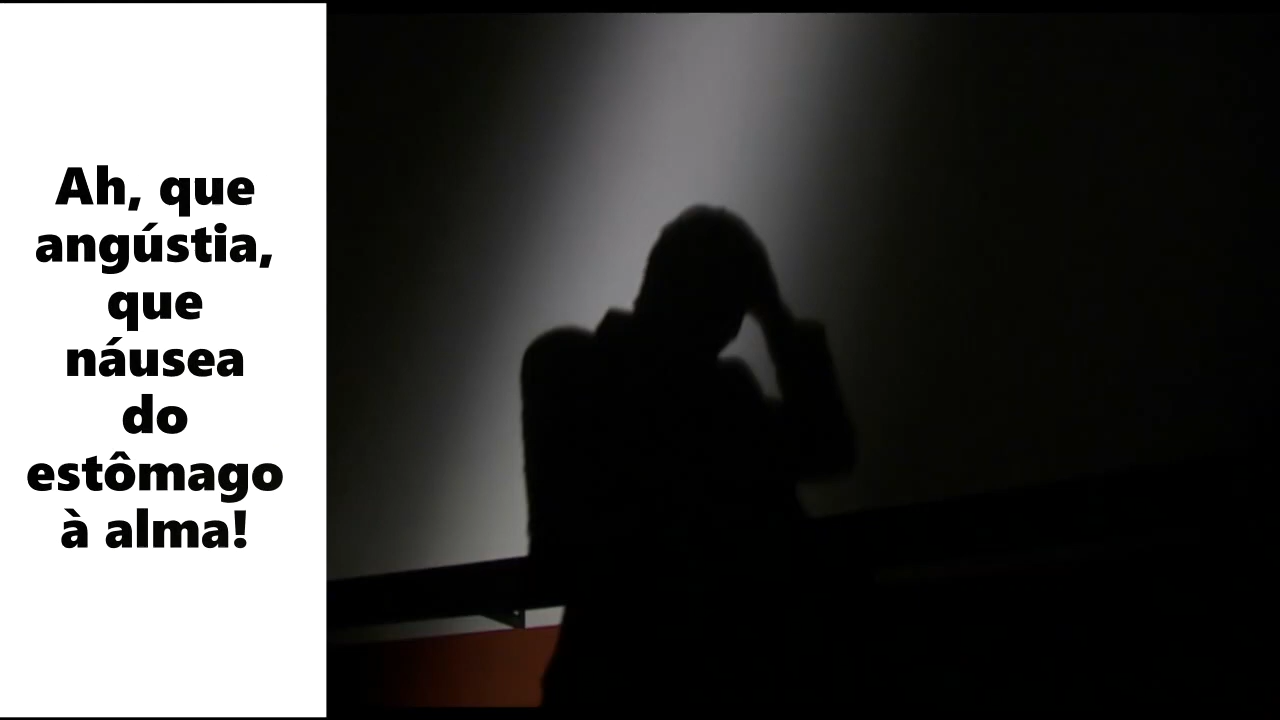 Ah, que
angústia,
que
náusea
do
estômago
à alma!